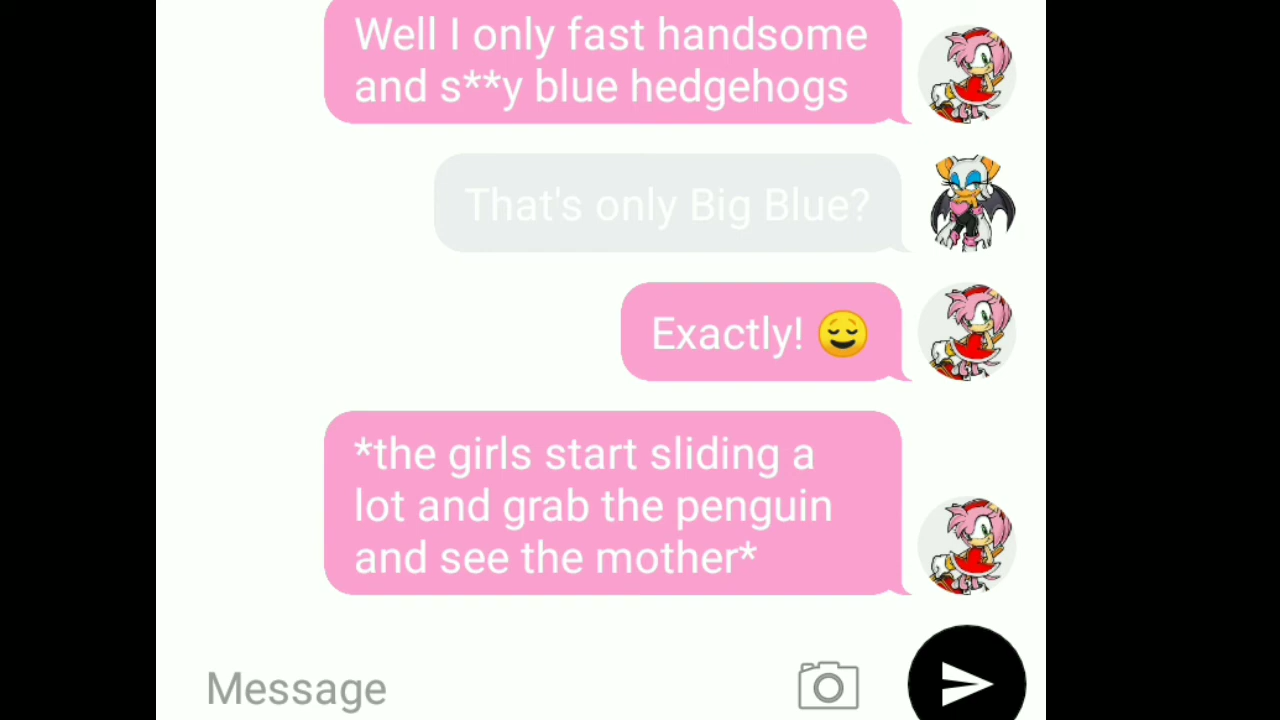 Well I only fast handsome
and s**y blue hedgehogs
That's only Big Blue?
Exactly! 😌
*the girls start sliding a
lot and grab the penguin
and see the mother*
Message